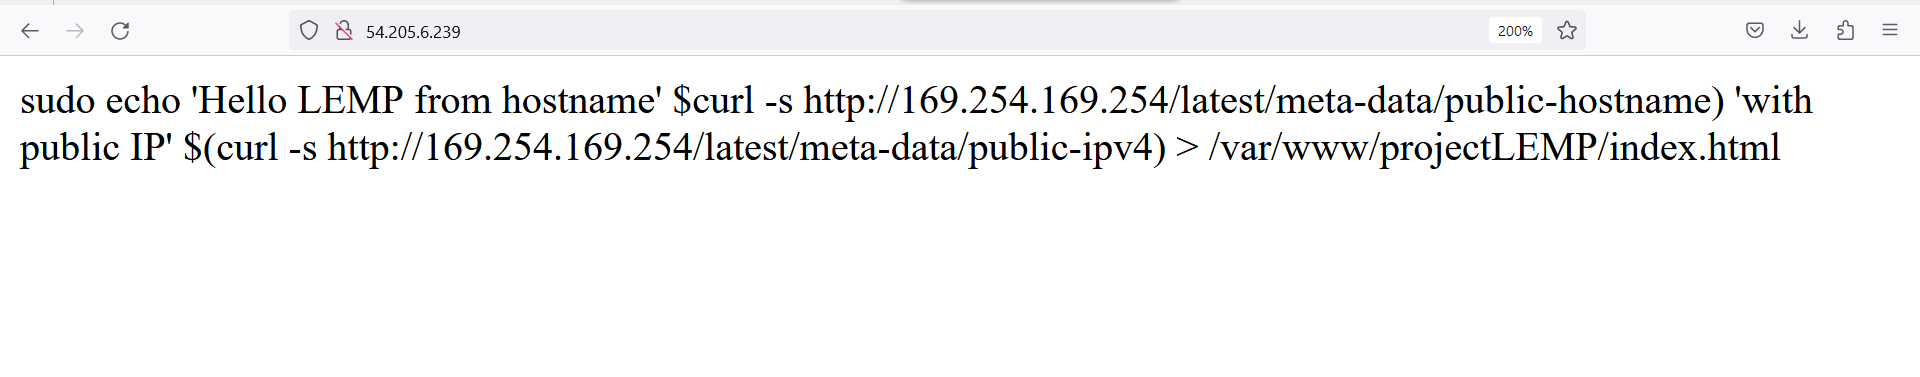 54.205.6.239
200%
sudo echo 'Hello LEMP from hostname' $curl -s http://169.254.169.254/latest/meta-data/public-hostname) 'with
public IP' $(curl -s http://169.254.169.254/latest/meta-data/public-ipv4) > /var/www/projectLEMP/index.html